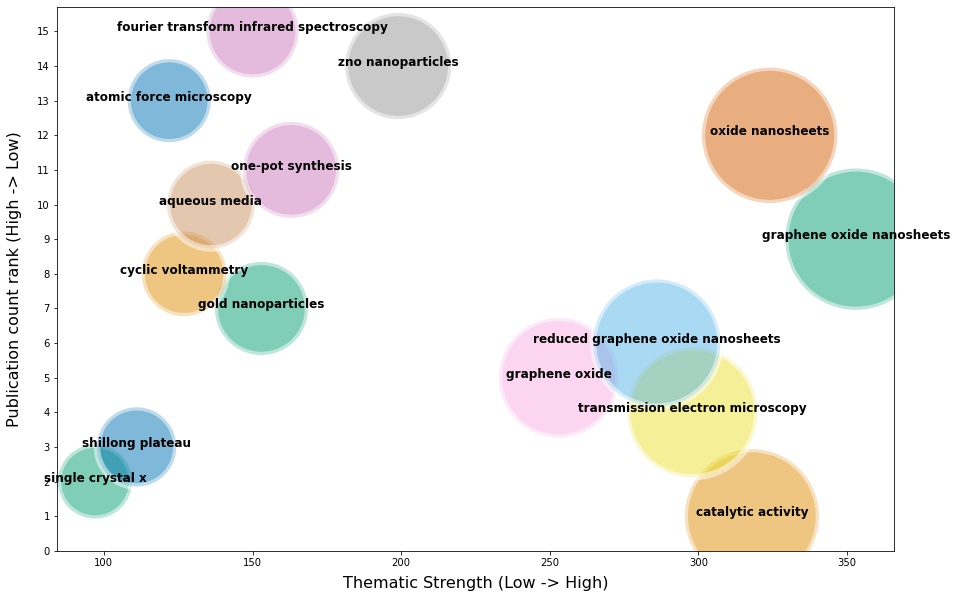 15
14
13
12
11
10
9
8
7
6
5
4
3
2
1
0
Publication count rank (High -> Low)
fourier transform infrared spectroscopy
zno nanoparticles
atomic force microscopy
oxide nanosheets
one-pot synthesis
aqueous media
graphene oxide nanosheets
cyclic voltammetry
gold nanoparticles
reduced graphene oxide nanosheets
graphene oxide
transmission electron microscopy
shillong plateau
single crystal x
catalytic activity
100 150 200 250 300 350
Thematic Strength (Low -> High)